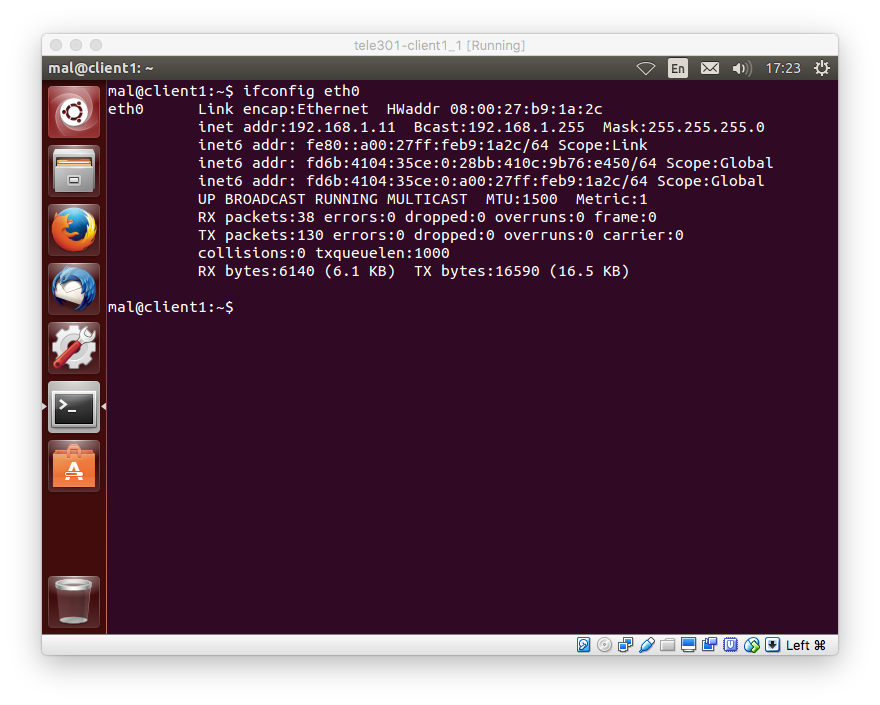 tele301-client1_1 [Running]
mal@client1: ~ En 17:23
mal@client1:~$ ifconfig eth0
eth0      Link encap:Ethernet  HWaddr 08:00:27:b9:1a:2c
          inet addr:192.168.1.11  Bcast:192.168.1.255  Mask:255.255.255.0
          inet6 addr: fe80::a00:27ff:feb9:1a2c/64 Scope:Link
          inet6 addr: fd6b:4104:35ce:0:28bb:410c:9b76:e450/64 Scope:Global
          inet6 addr: fd6b:4104:35ce:0:a00:27ff:feb9:1a2c/64 Scope:Global
          UP BROADCAST RUNNING MULTICAST  MTU:1500  Metric:1
          RX packets:38 errors:0 dropped:0 overruns:0 frame:0
          TX packets:130 errors:0 dropped:0 overruns:0 carrier:0
          collisions:0 txqueuelen:1000
          RX bytes:6140 (6.1 KB)  TX bytes:16590 (16.5 KB)
mal@client1:~$
Left ⌘